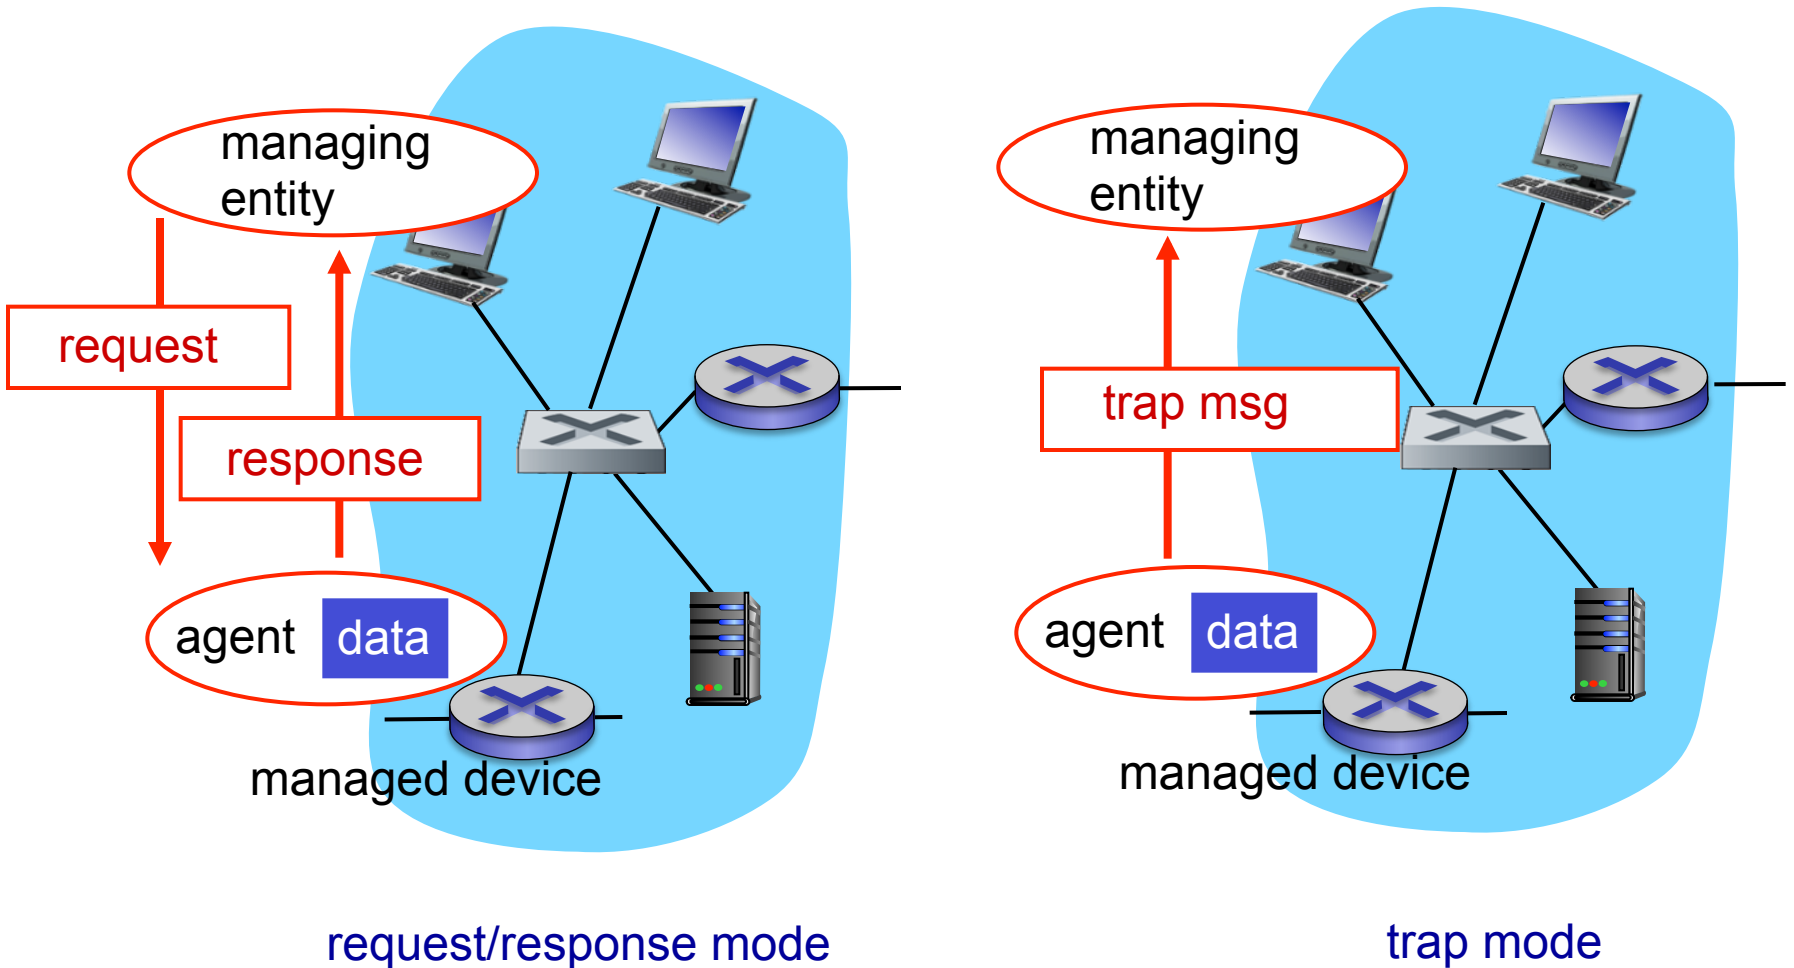 managing
entity
request
response
agent
data
managed device
request/response mode
managing
entity
trap msg
agent
data
managed device
trap mode